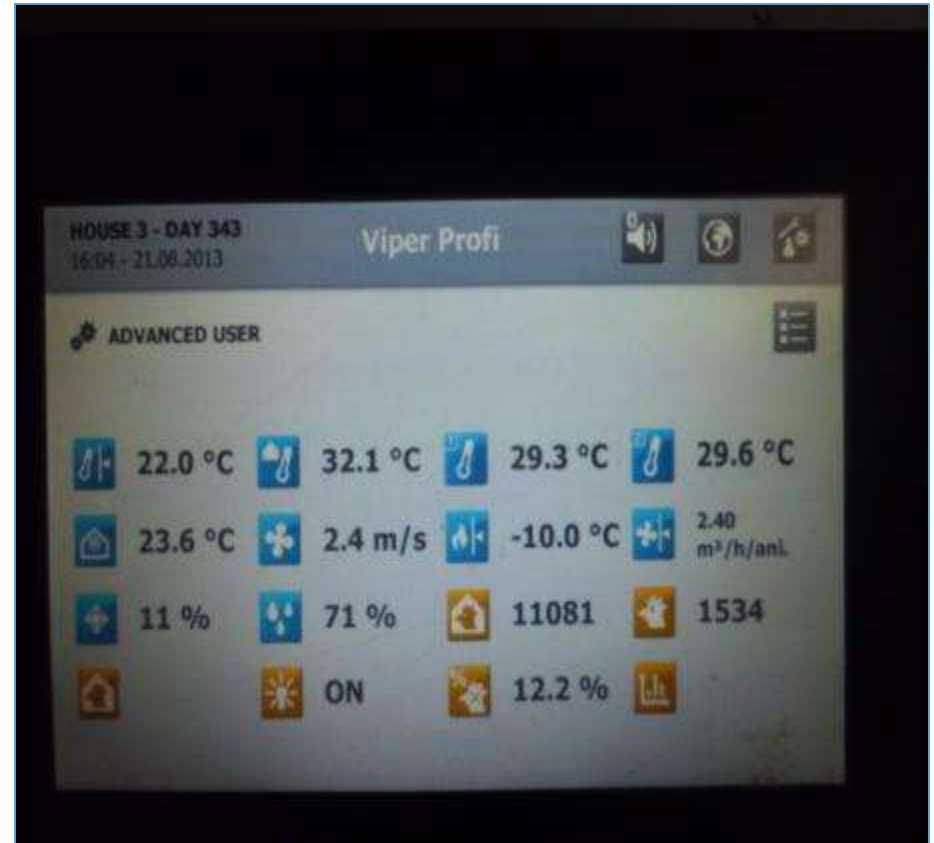 HOUSE 3 - DAY 343
16:04 - 21.08.2013
Viper Profi
0
ADVANCED USER
22.0 °C 32.1 °C 29.3 °C 29.6 °C
23.6 °C 2.4 m/s -10.0 °C 2.40 m³/h/ani.
11 % 71 % 11081 1534
ON 12.2 %